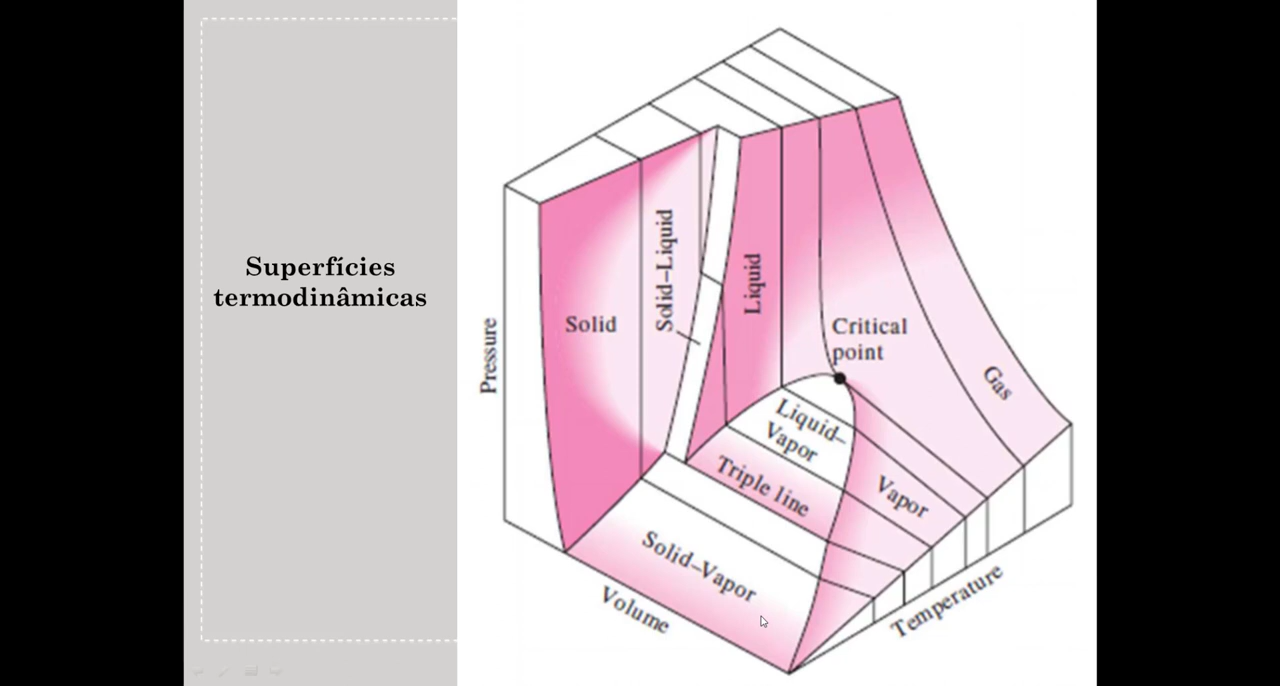 Superfícies
termodinâmicas
Pressure
Solid
Solid–Liquid
Liquid
Critical
point
Gas
Liquid–
Vapor
Vapor
Triple line
Solid–Vapor
Volume
Temperature